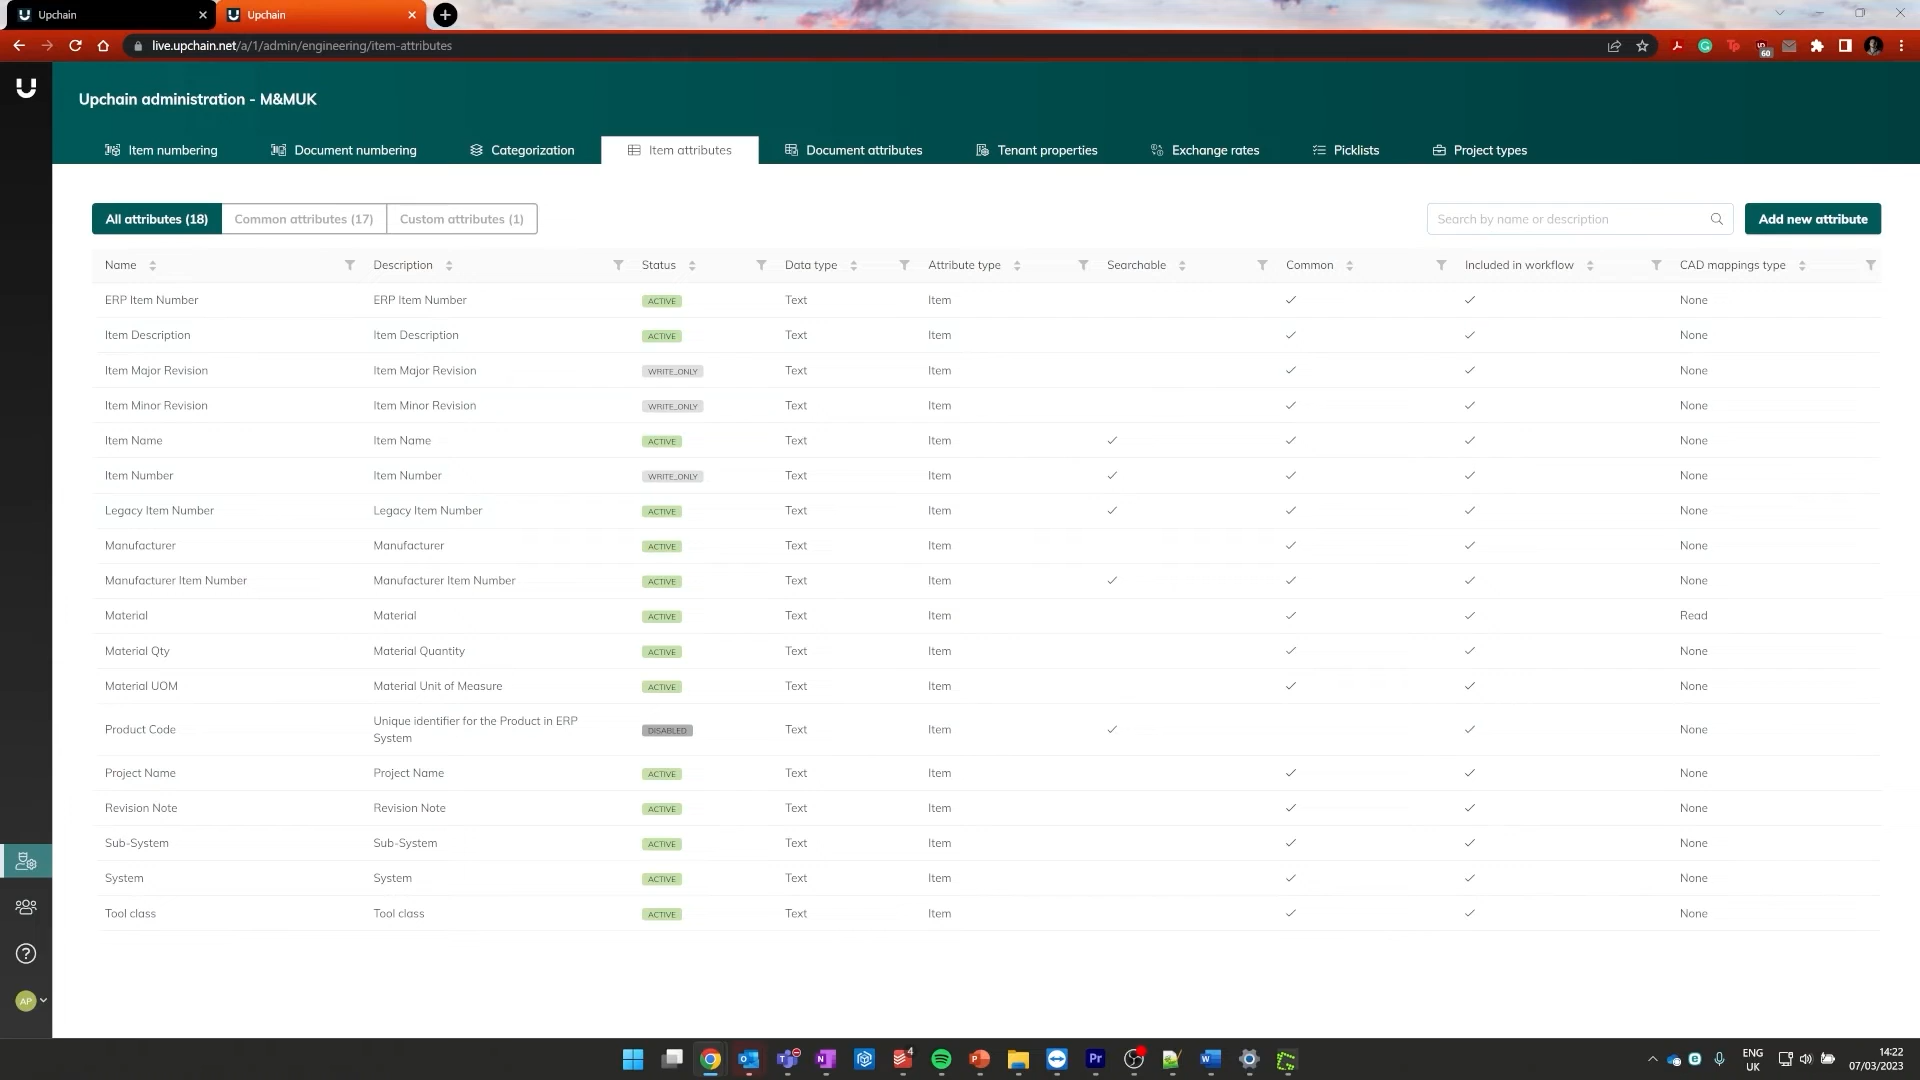 Upchain
Upchain
live.upchain.net/a/1/admin/engineering/item-attributes
60
Upchain administration - M&MUK
Item numbering Document numbering Categorization Item attributes Document attributes Tenant properties Exchange rates Picklists Project types
All attributes (18) Common attributes (17) Custom attributes (1) Search by name or description Add new attribute
Name Description Status Data type Attribute type Searchable Common Included in workflow CAD mappings type
ERP Item Number ERP Item Number ACTIVE Text Item None
Item Description Item Description ACTIVE Text Item None
Item Major Revision Item Major Revision WRITE_ONLY Text Item None
Item Minor Revision Item Minor Revision WRITE_ONLY Text Item None
Item Name Item Name ACTIVE Text Item None
Item Number Item Number WRITE_ONLY Text Item None
Legacy Item Number Legacy Item Number ACTIVE Text Item None
Manufacturer Manufacturer ACTIVE Text Item None
Manufacturer Item Number Manufacturer Item Number ACTIVE Text Item None
Material Material ACTIVE Text Item Read
Material Qty Material Quantity ACTIVE Text Item None
Material UOM Material Unit of Measure ACTIVE Text Item None
Product Code Unique identifier for the Product in ERP System DISABLED Text Item None
Project Name Project Name ACTIVE Text Item None
Revision Note Revision Note ACTIVE Text Item None
Sub-System Sub-System ACTIVE Text Item None
System System ACTIVE Text Item None
Tool class Tool class ACTIVE Text Item None
AP
4
Pr
ENG
UK
14:22
07/03/2023